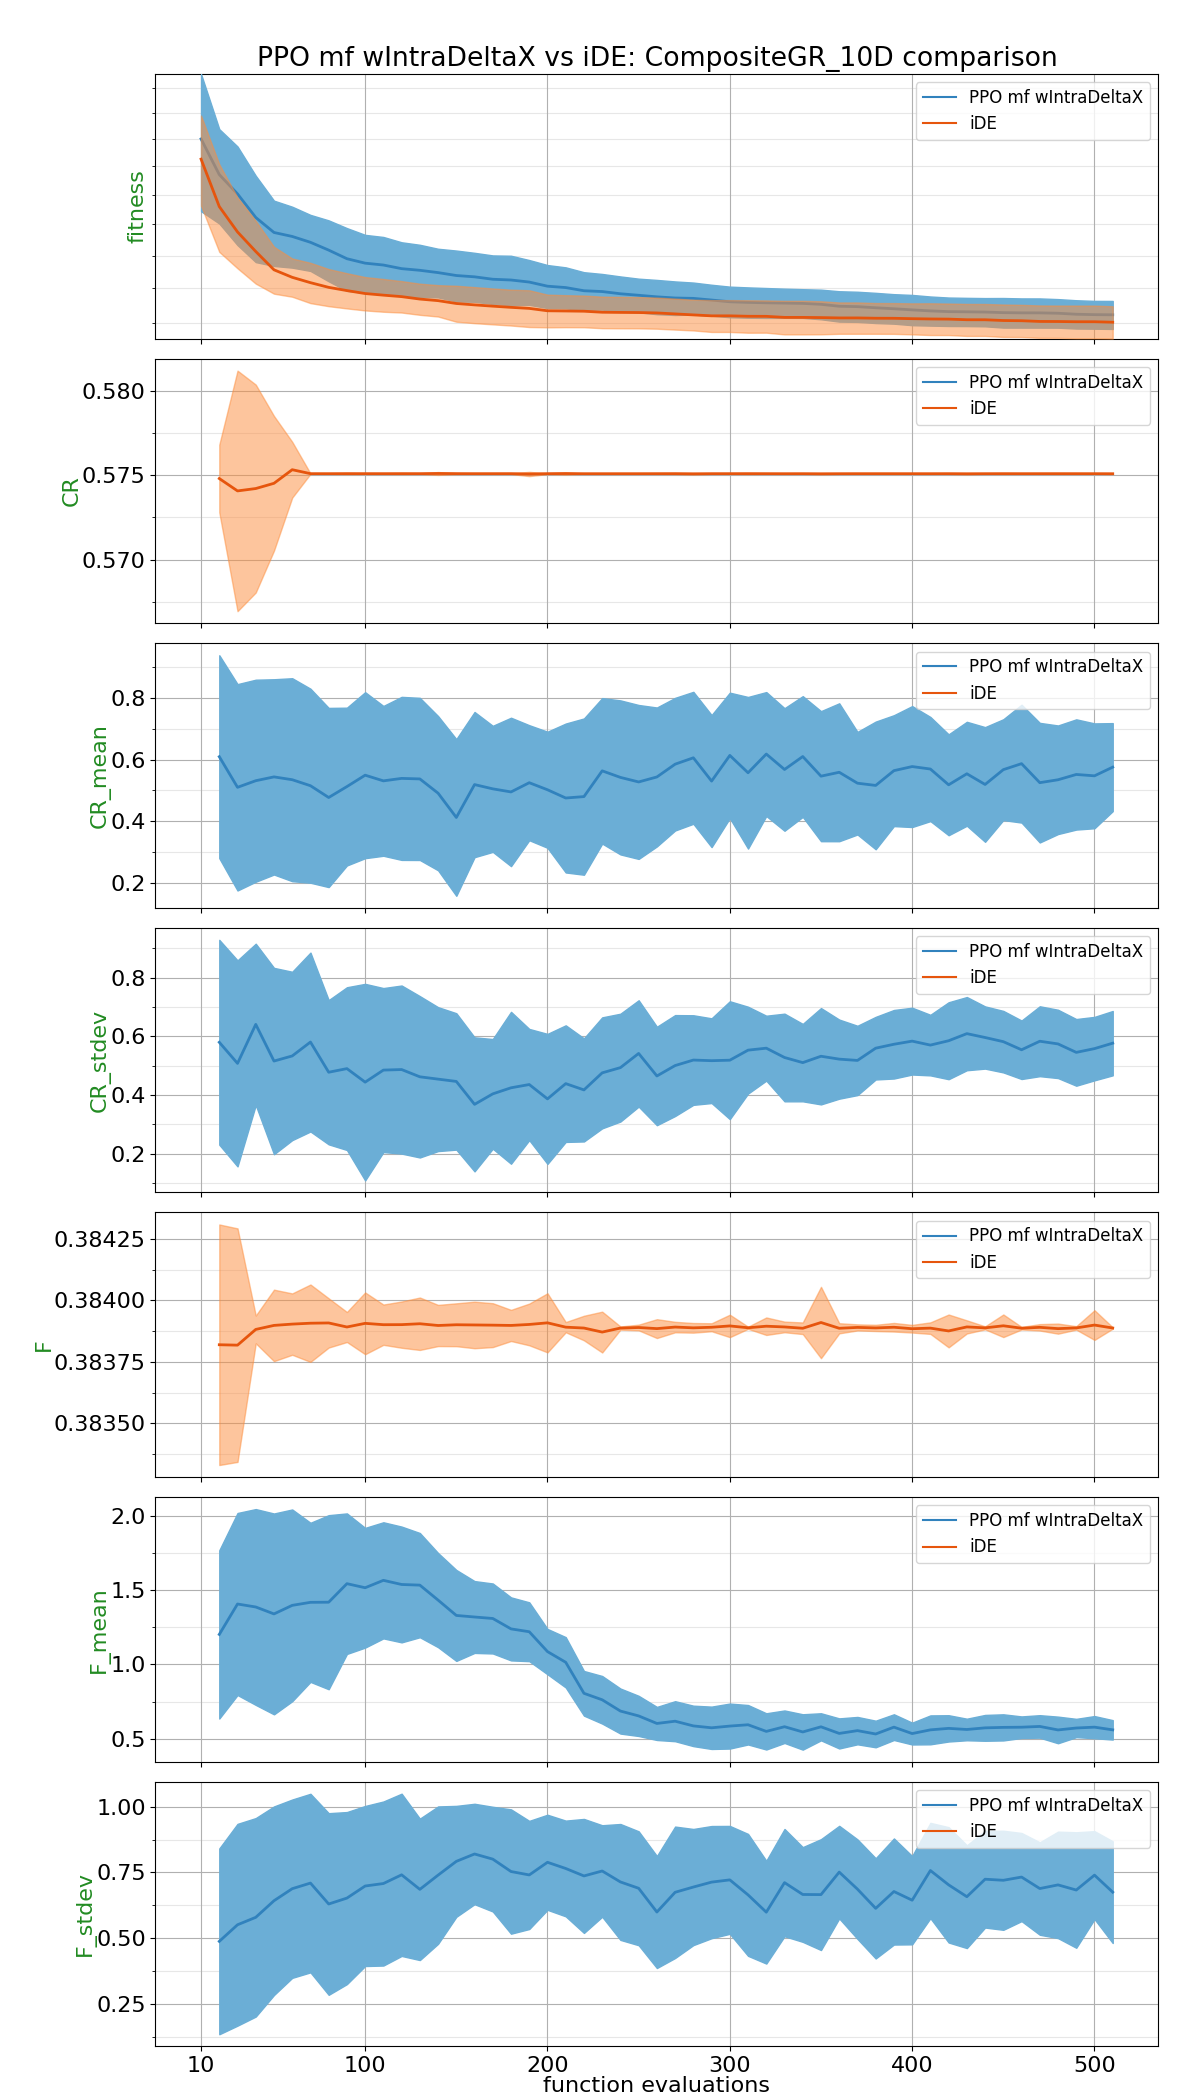 PPO mf wIntraDeltaX vs iDE: CompositeGR_10D comparison
fitness
PPO mf wIntraDeltaX
iDE
CR
0.580
0.575
0.570
PPO mf wIntraDeltaX
iDE
CR_mean
0.8
0.6
0.4
0.2
PPO mf wIntraDeltaX
iDE
CR_stdev
0.8
0.6
0.4
0.2
PPO mf wIntraDeltaX
iDE
F
0.38425
0.38400
0.38375
0.38350
PPO mf wIntraDeltaX
iDE
F_mean
2.0
1.5
1.0
0.5
PPO mf wIntraDeltaX
iDE
F_stdev
1.00
0.75
0.50
0.25
PPO mf wIntraDeltaX
iDE
10 100 200 300 400 500
function evaluations